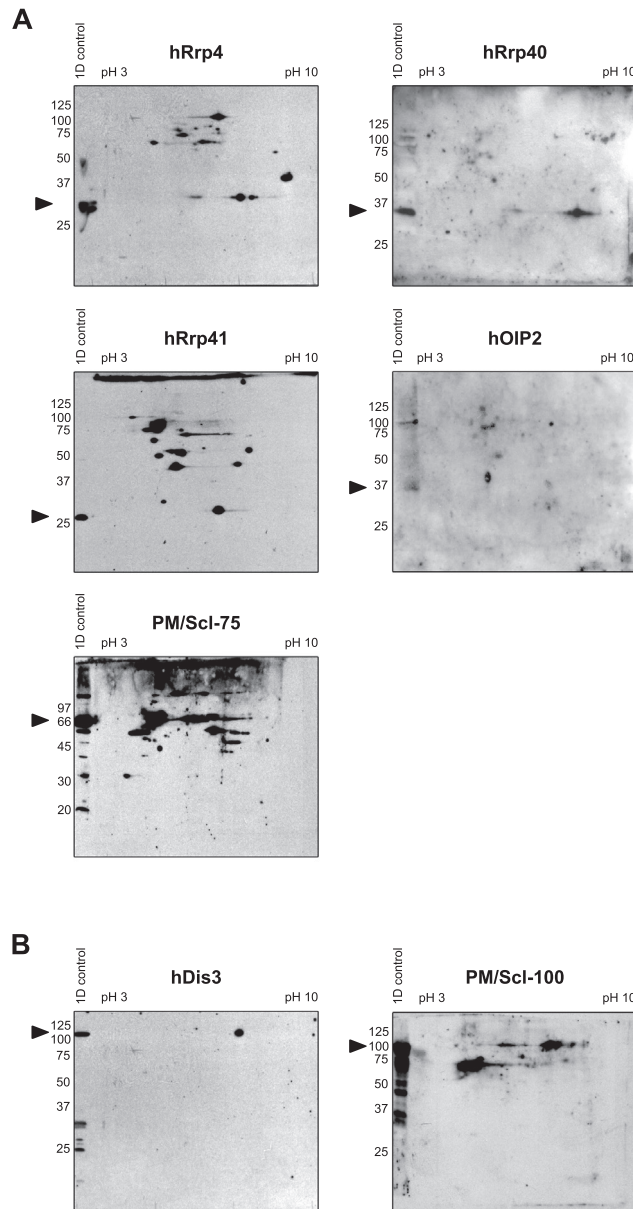 A
hRrp4
1D control
pH 3
pH 10
125
100
75
50
37
25
hRrp40
1D control
pH 3
pH 10
125
100
75
50
37
25
hRrp41
1D control
pH 3
pH 10
125
100
75
50
37
25
hOIP2
1D control
pH 3
pH 10
125
100
75
50
37
25
PM/Scl-75
1D control
pH 3
pH 10
97
66
45
30
20
B
hDis3
1D control
pH 3
pH 10
125
100
75
50
37
25
PM/Scl-100
1D control
pH 3
pH 10
125
100
75
50
37
25